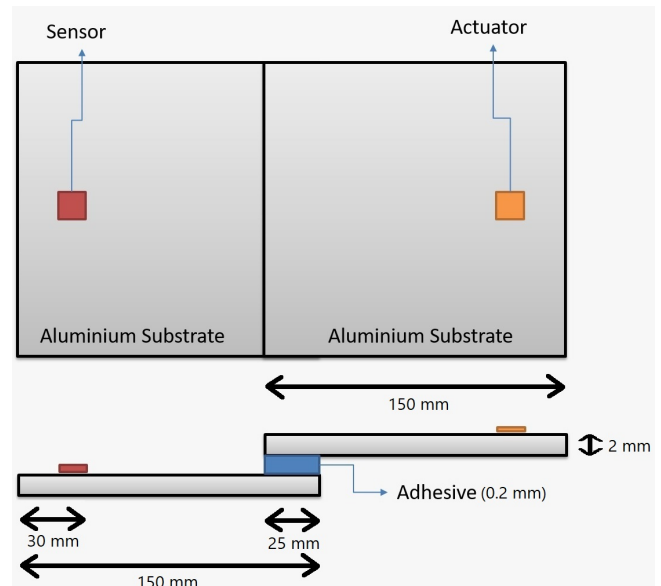 Sensor
Actuator
Aluminium Substrate
Aluminium Substrate
150 mm
2 mm
Adhesive (0.2 mm)
30 mm
25 mm
150 mm